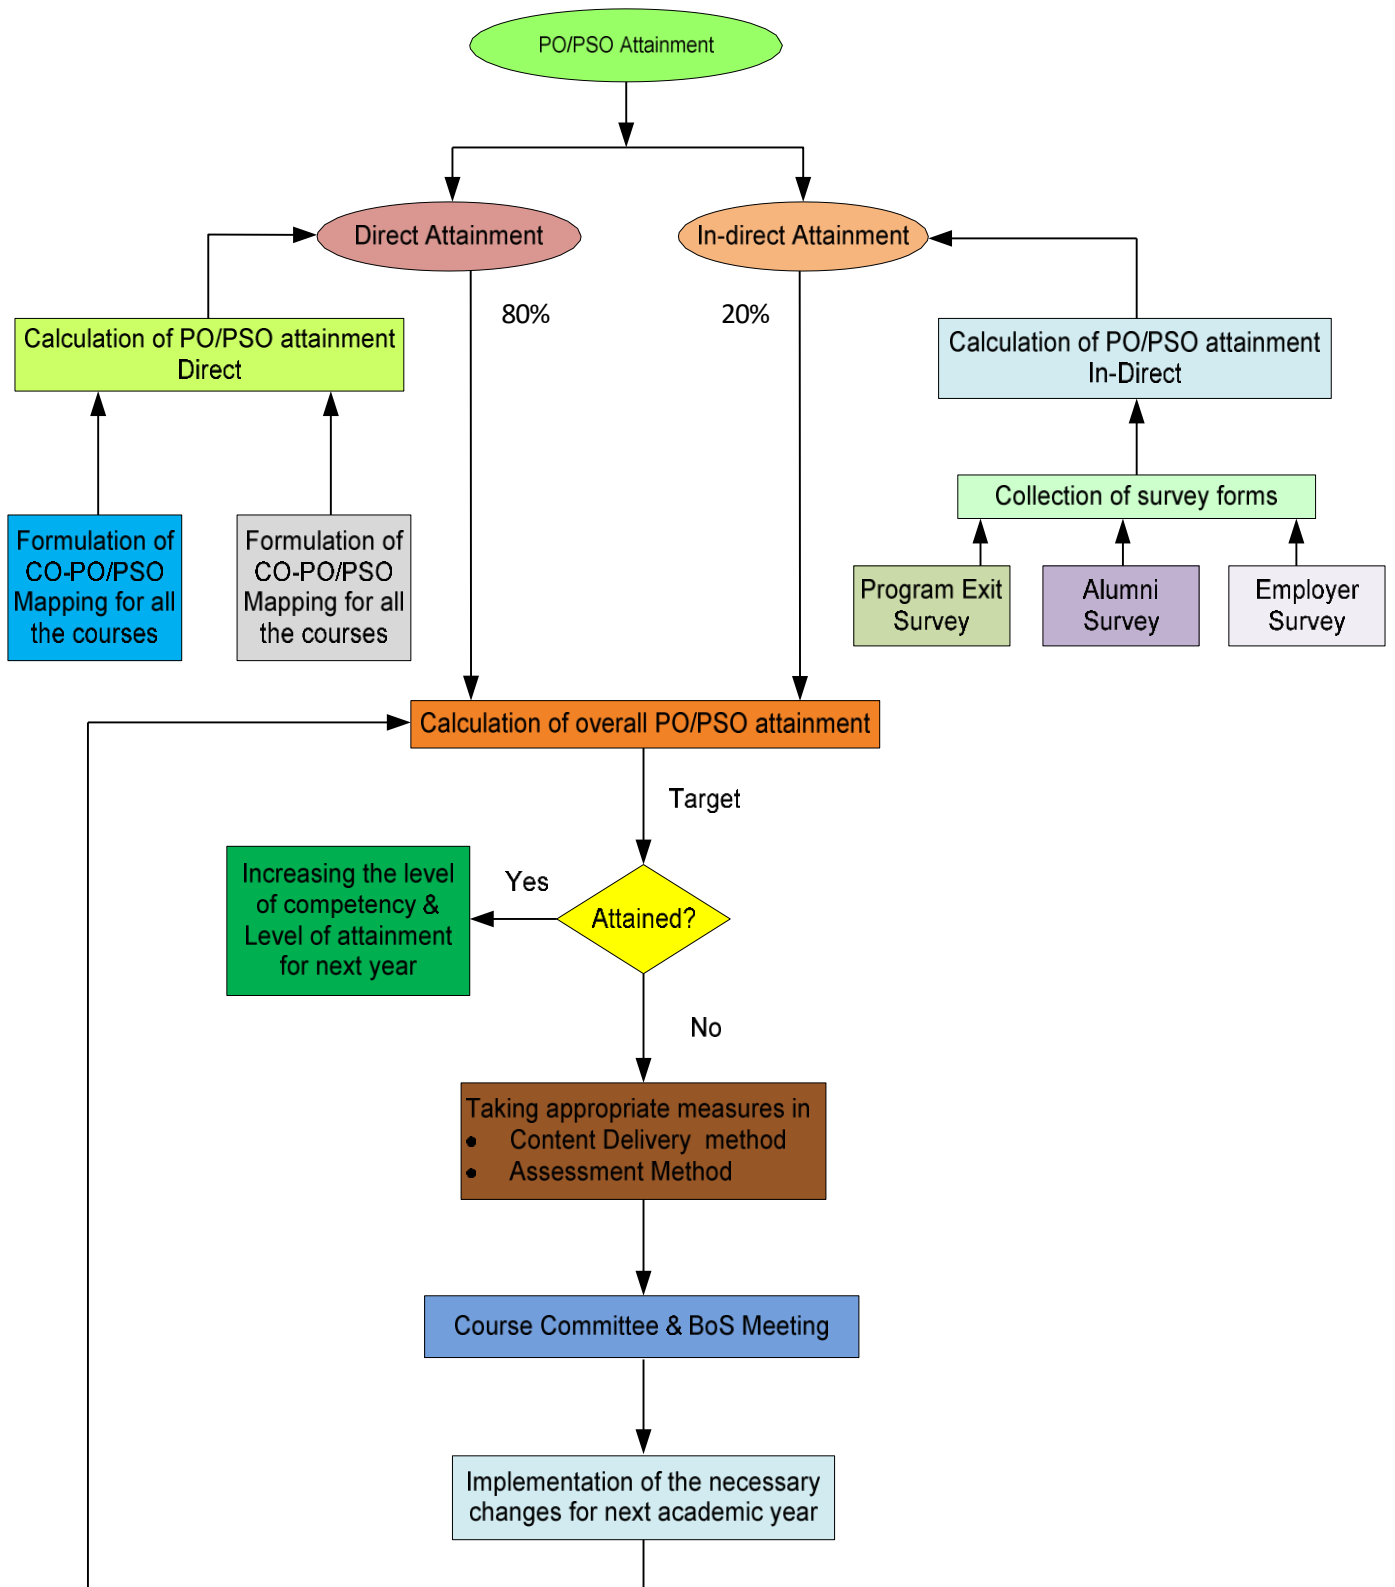 PO/PSO Attainment
Direct Attainment
In-direct Attainment
80%
20%
Calculation of PO/PSO attainment
Direct
Calculation of PO/PSO attainment
In-Direct
Collection of survey forms
Formulation of
CO-PO/PSO
Mapping for all
the courses
Formulation of
CO-PO/PSO
Mapping for all
the courses
Program Exit
Survey
Alumni
Survey
Employer
Survey
Calculation of overall PO/PSO attainment
Target
Increasing the level
of competency &
Level of attainment
for next year
Yes
Attained?
No
Taking appropriate measures in
• Content Delivery method
• Assessment Method
Course Committee & BoS Meeting
Implementation of the necessary
changes for next academic year